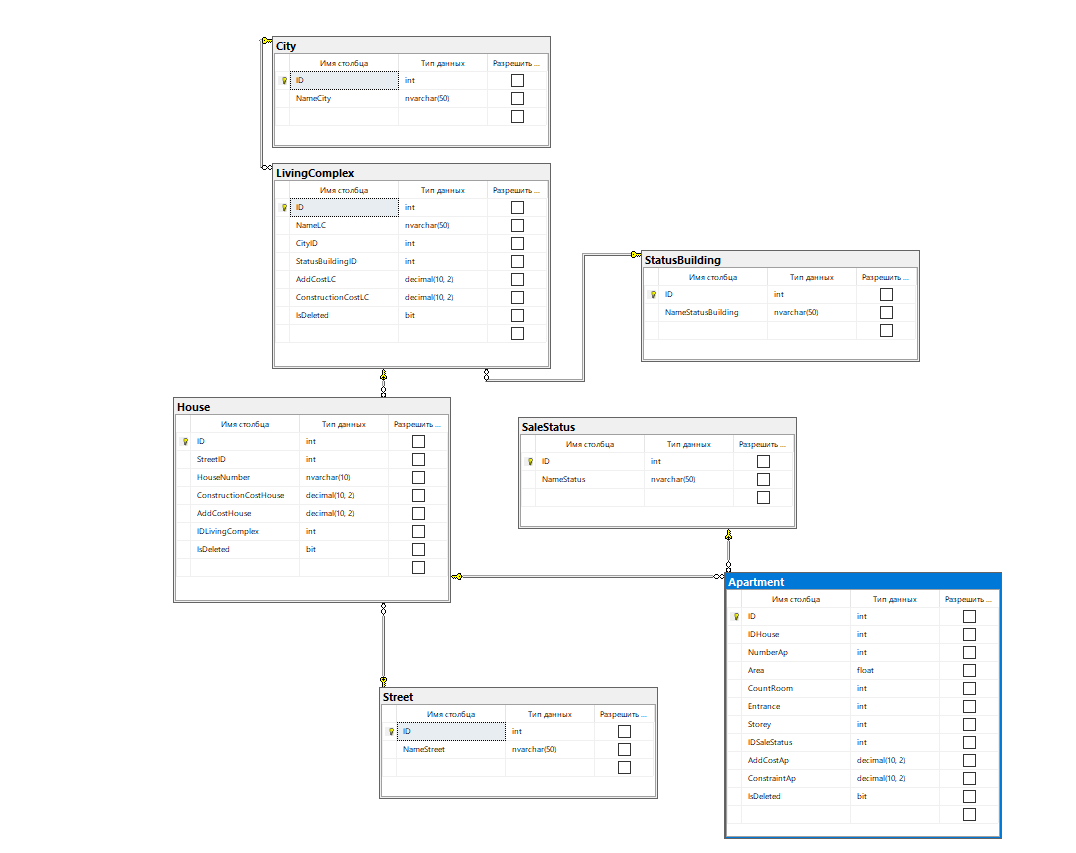 City
Имя столбца Тип данных Разрешить ...
ID int
NameCity nvarchar(50)
LivingComplex
Имя столбца Тип данных Разрешить ...
ID int
NameLC nvarchar(50)
CityID int
StatusBuildingID int
AddCostLC decimal(10, 2)
ConstructionCostLC decimal(10, 2)
IsDeleted bit
StatusBuilding
Имя столбца Тип данных Разрешить ...
ID int
NameStatusBuilding nvarchar(50)
House
Имя столбца Тип данных Разрешить ...
ID int
StreetID int
HouseNumber nvarchar(10)
ConstructionCostHouse decimal(10, 2)
AddCostHouse decimal(10, 2)
IDLivingComplex int
IsDeleted bit
SaleStatus
Имя столбца Тип данных Разрешить ...
ID int
NameStatus nvarchar(50)
Apartment
Имя столбца Тип данных Разрешить ...
ID int
IDHouse int
NumberAp int
Area float
CountRoom int
Entrance int
Storey int
IDSaleStatus int
AddCostAp decimal(10, 2)
ConstraintAp decimal(10, 2)
IsDeleted bit
Street
Имя столбца Тип данных Разрешить ...
ID int
NameStreet nvarchar(50)